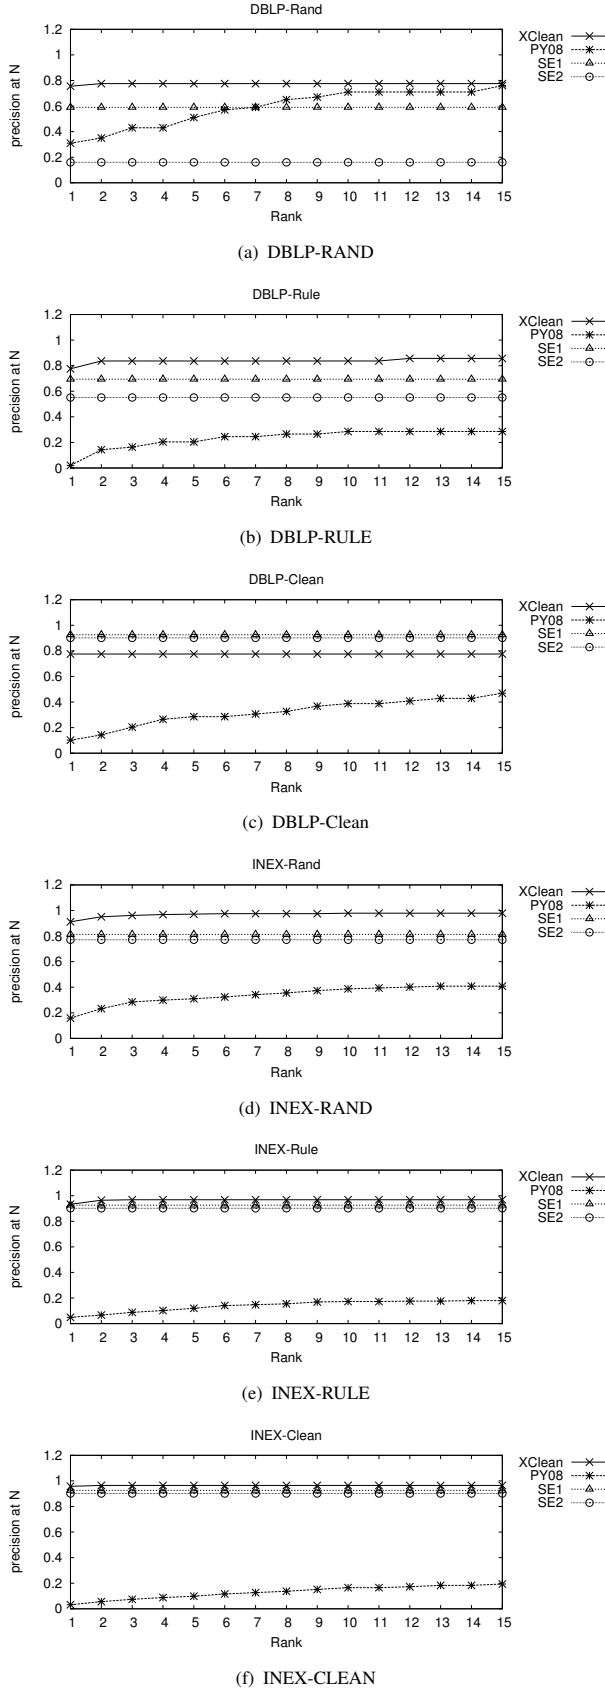 DBLP-Rand
precision at N
1.2
1
0.8
0.6
0.4
0.2
0
1 2 3 4 5 6 7 8 9 10 11 12 13 14 15
Rank
XClean
PY08
SE1
SE2
(a) DBLP-RAND
DBLP-Rule
precision at N
1.2
1
0.8
0.6
0.4
0.2
0
1 2 3 4 5 6 7 8 9 10 11 12 13 14 15
Rank
XClean
PY08
SE1
SE2
(b) DBLP-RULE
DBLP-Clean
precision at N
1.2
1
0.8
0.6
0.4
0.2
0
1 2 3 4 5 6 7 8 9 10 11 12 13 14 15
Rank
XClean
PY08
SE1
SE2
(c) DBLP-Clean
INEX-Rand
precision at N
1.2
1
0.8
0.6
0.4
0.2
0
1 2 3 4 5 6 7 8 9 10 11 12 13 14 15
Rank
XClean
PY08
SE1
SE2
(d) INEX-RAND
INEX-Rule
precision at N
1.2
1
0.8
0.6
0.4
0.2
0
1 2 3 4 5 6 7 8 9 10 11 12 13 14 15
Rank
XClean
PY08
SE1
SE2
(e) INEX-RULE
INEX-Clean
precision at N
1.2
1
0.8
0.6
0.4
0.2
0
1 2 3 4 5 6 7 8 9 10 11 12 13 14 15
Rank
XClean
PY08
SE1
SE2
(f) INEX-CLEAN